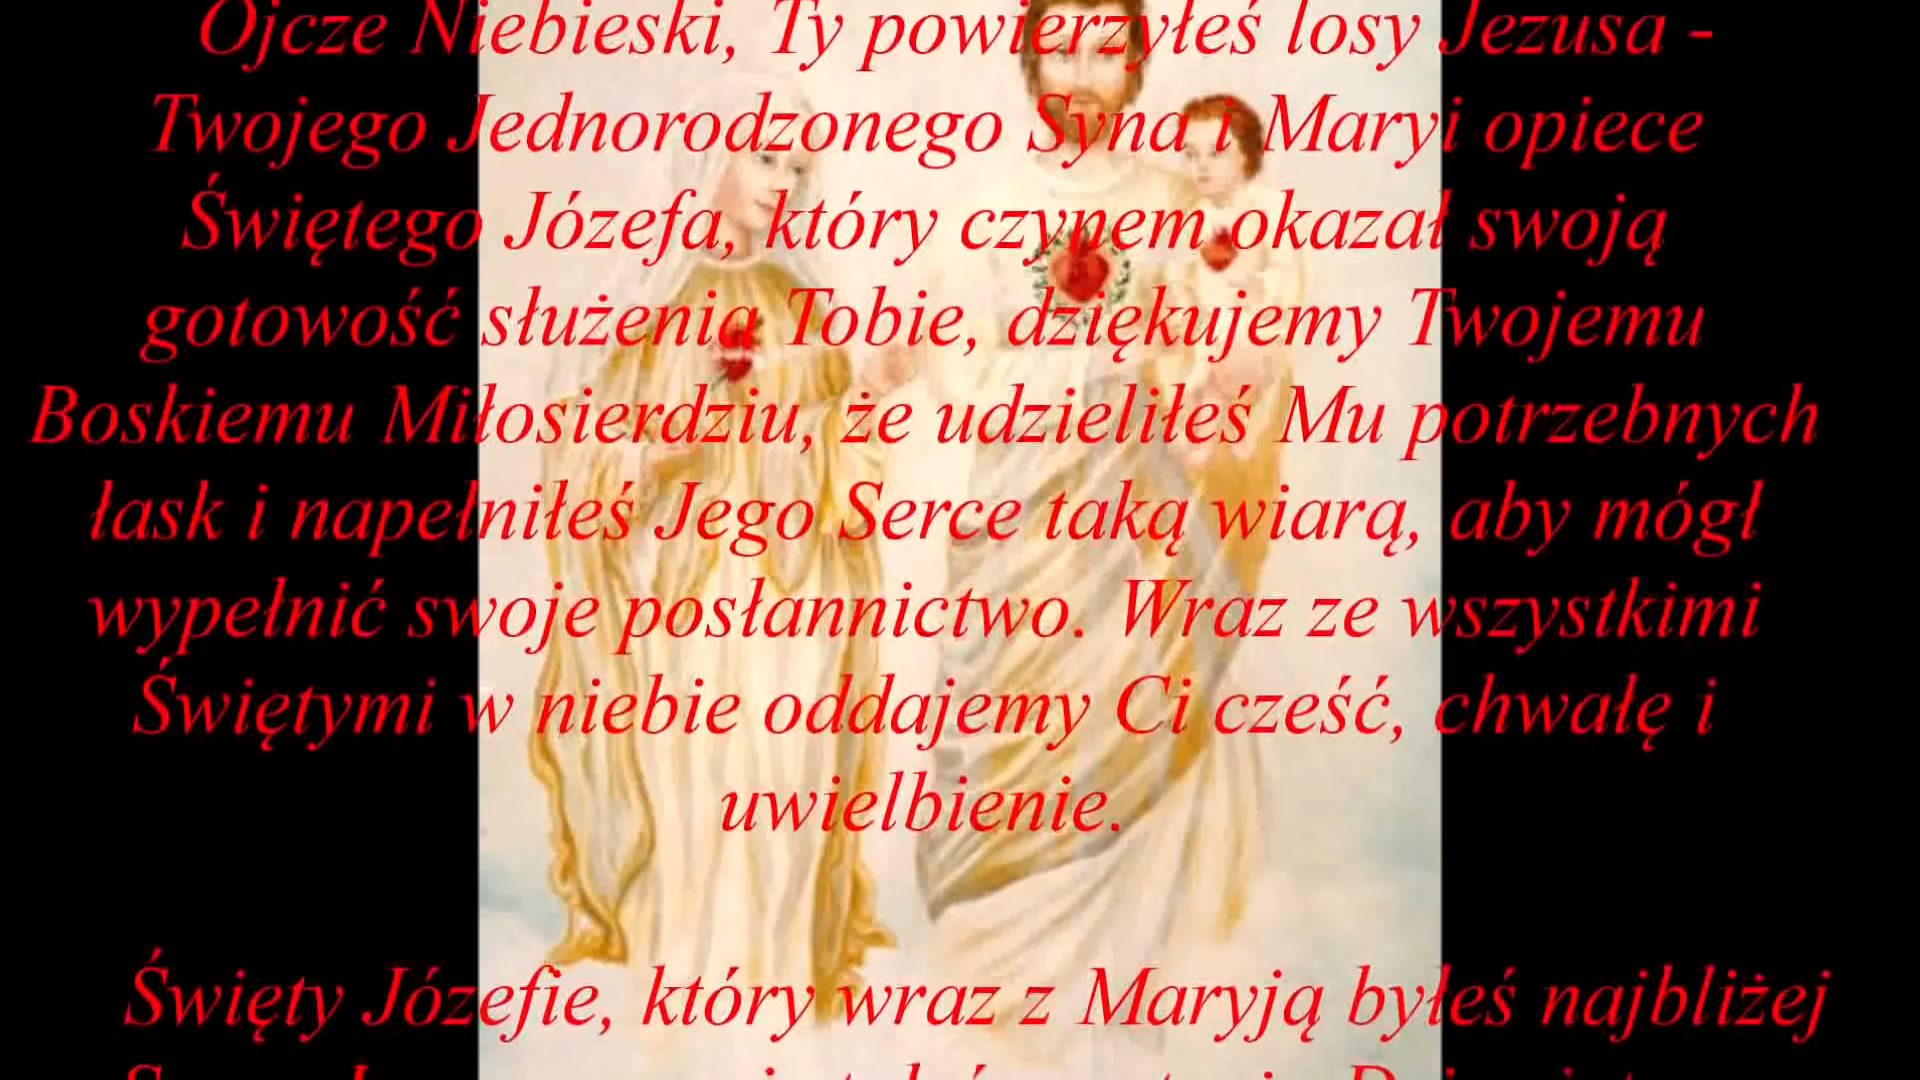 Ojcze Niebieski, Ty powierzyłeś losy Jezusa -
Twojego Jednorodzonego Syna i Maryi opiece
Świętego Józefa, który czynem okazał swoją
gotowość służenia Tobie, dziękujemy Twojemu
Boskiemu Miłosierdziu, że udzieliłeś Mu potrzebnych
łask i napełniłeś Jego Serce taką wiarą, aby mógł
wypełnić swoje posłannictwo. Wraz ze wszystkimi
Świętymi w niebie oddajemy Ci cześć, chwałę i
uwielbienie.
Święty Józefie, który wraz z Maryją byłeś najbliżej